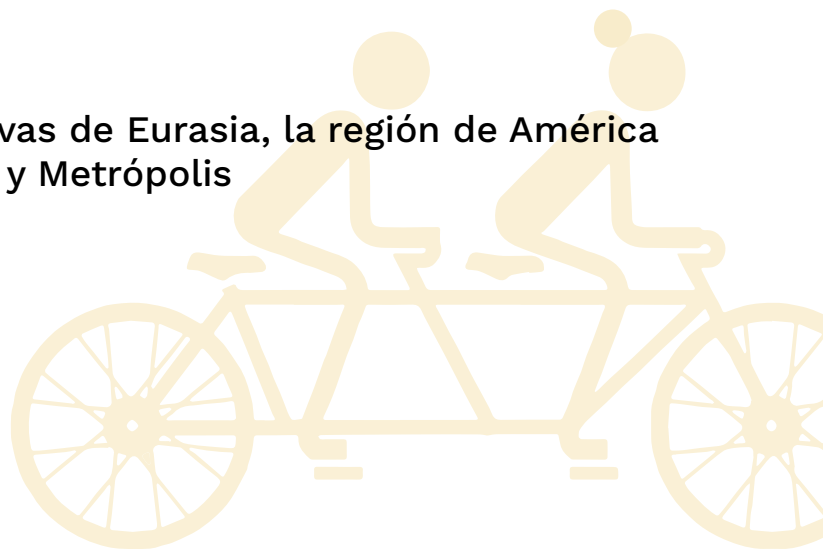 vas de Eurasia, la región de América
y Metrópolis